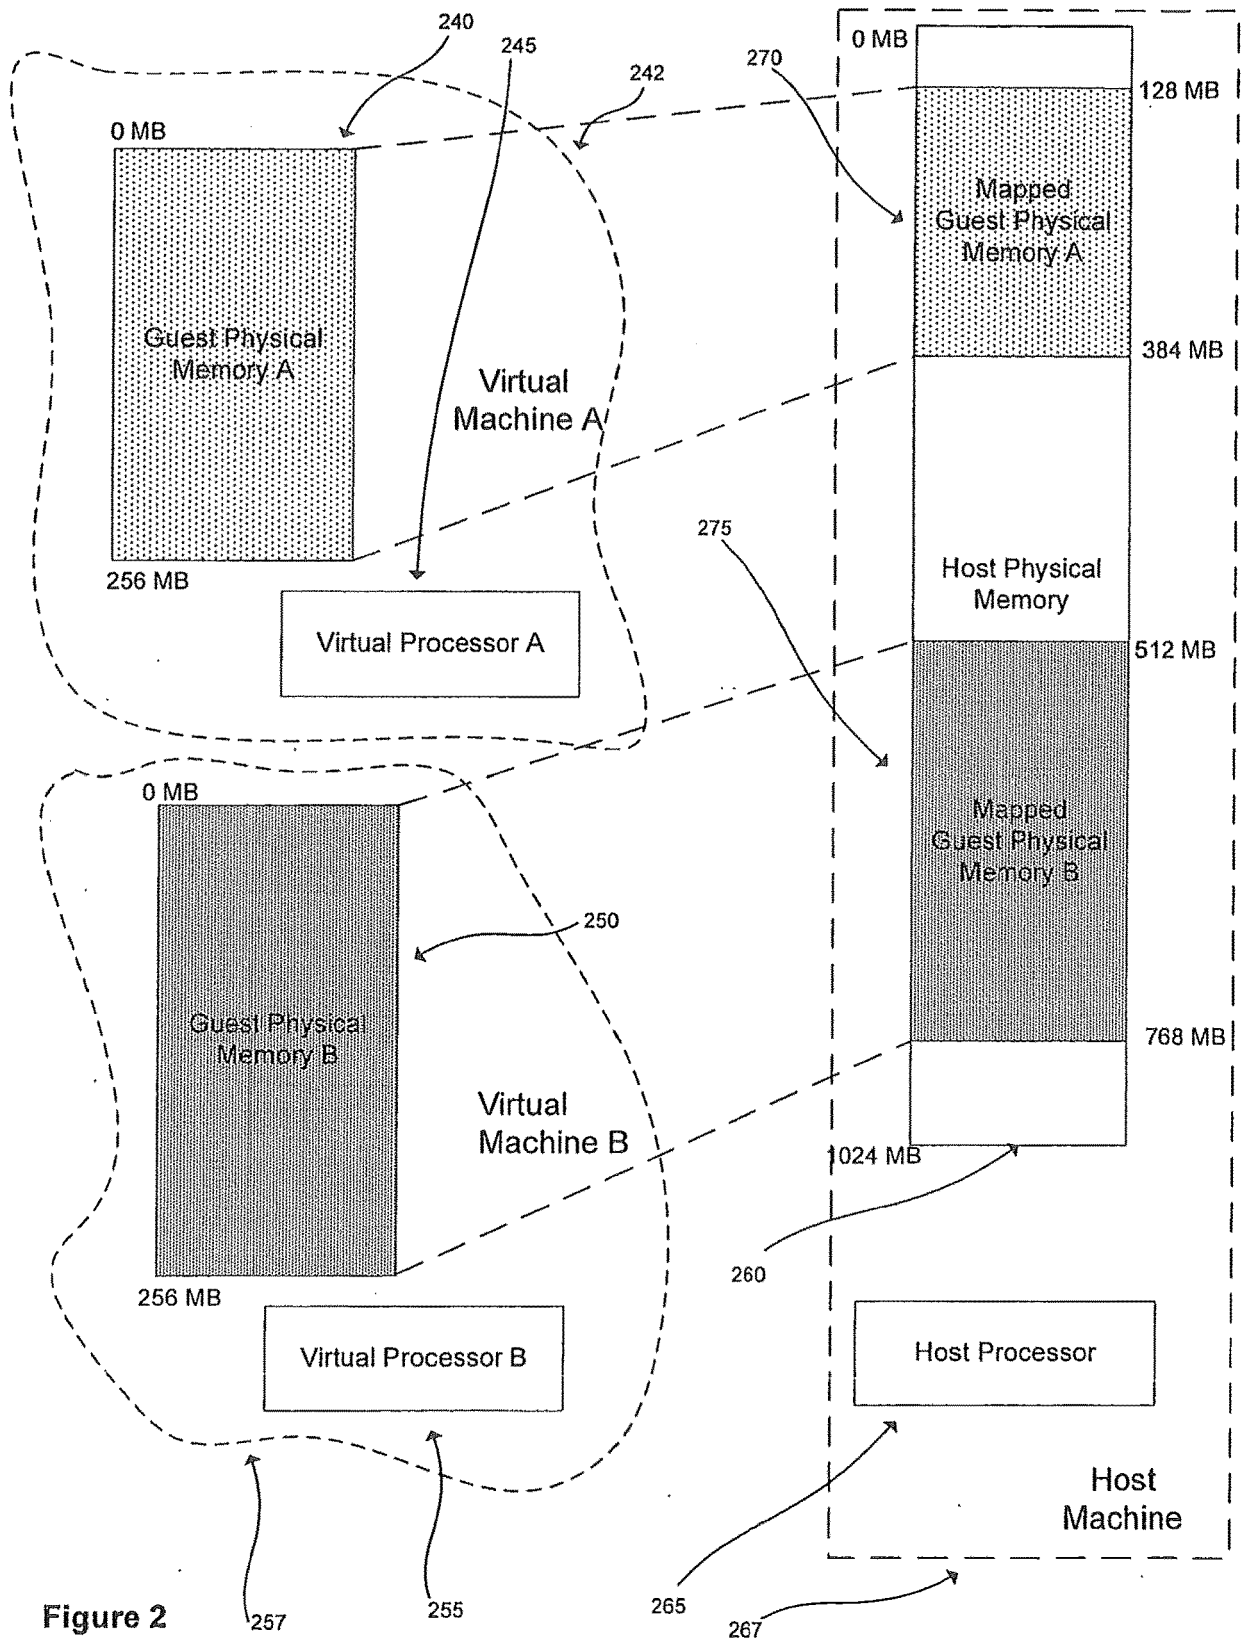 240
245
242
0 MB
Guest Physical
Memory A
256 MB
Virtual
Machine A
Virtual Processor A
0 MB
Guest Physical
Memory B
250
Virtual
Machine B
256 MB
Virtual Processor B
257
255
0 MB
270
128 MB
Mapped
Guest Physical
Memory A
384 MB
275
Host Physical
Memory
512 MB
Mapped
Guest Physical
Memory B
768 MB
1024 MB
260
Host Processor
Host
Machine
265
267
Figure 2